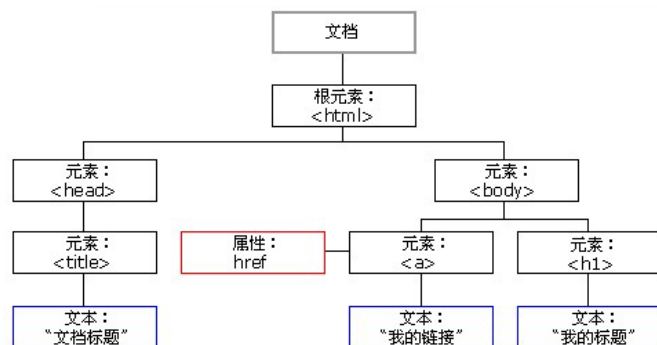 文档
根元素：
<html>
元素：
<head>
元素：
<body>
元素：
<title>
属性：
href
元素：
<a>
元素：
<h1>
文本：
“文档标题”
文本：
“我的链接”
文本：
“我的标题”